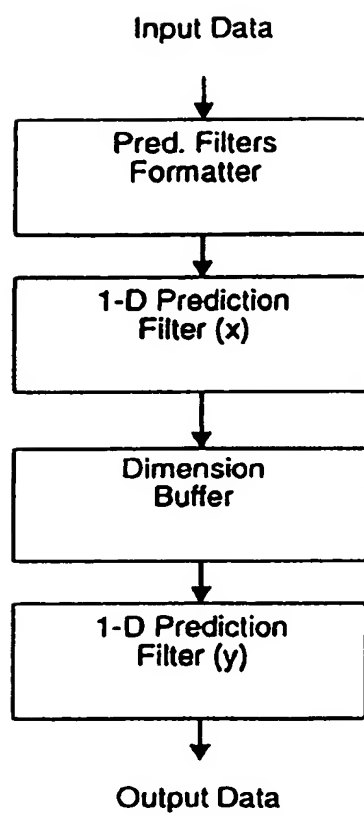 Input Data
Pred. Filters
Formatter
1-D Prediction
Filter (x)
Dimension
Buffer
1-D Prediction
Filter (y)
Output Data